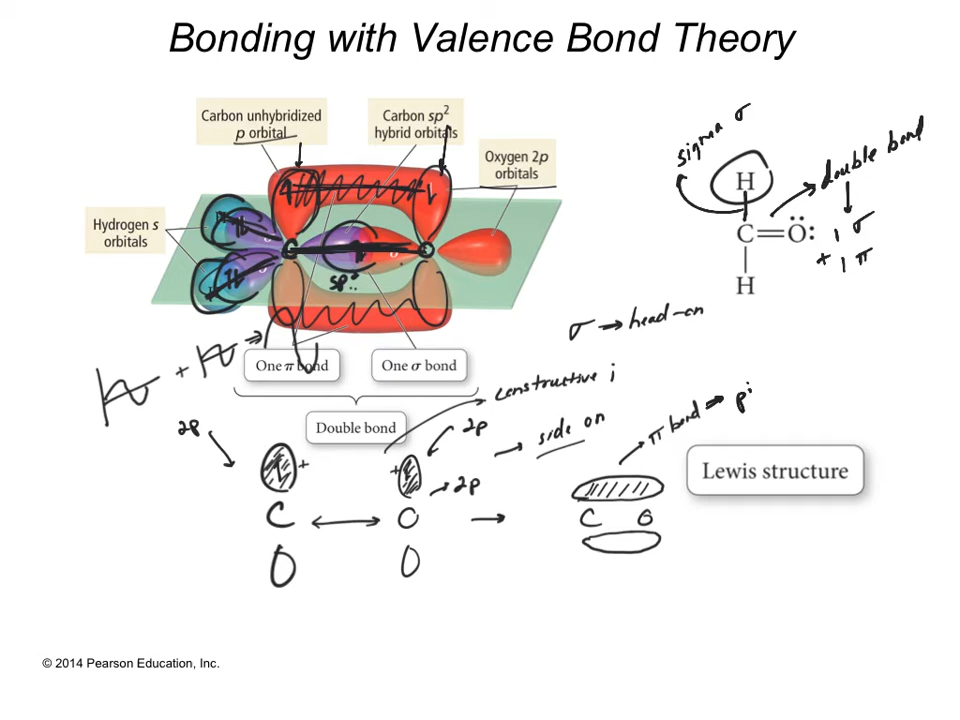 Bonding with Valence Bond Theory
Carbon unhybridized
p orbital
Carbon sp²
hybrid orbitals
Oxygen 2p
orbitals
Hydrogen s
orbitals
sp²
One π bond
One σ bond
Double bond
sigma σ
H
C=Ö:
H
double bond
1 σ
+ 1 π
σ → head-on
constructive i
2p
2p
→ side on
→ 2p
π bond → pi
+
+
C
O
→
C O
Lewis structure
© 2014 Pearson Education, Inc.